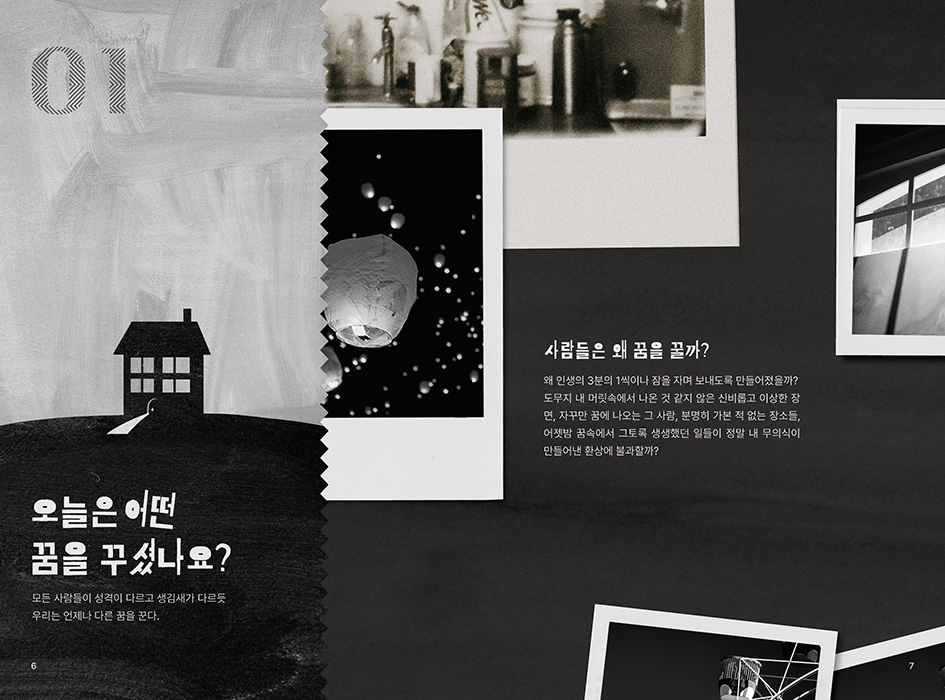 01
오늘은 어떤
꿈을 꾸셨나요?
모든 사람들이 성격이 다르고 생김새가 다르듯
우리는 언제나 다른 꿈을 꾼다.
6
사람들은 왜 꿈을 꿀까?
왜 인생의 3분의 1씩이나 잠을 자며 보내도록 만들어졌을까?
도무지 내 머릿속에서 나온 것 같지 않은 신비롭고 이상한 장
면, 자꾸만 꿈에 나오는 그 사람, 분명히 가본 적 없는 장소들,
어젯밤 꿈속에서 그토록 생생했던 일들이 정말 내 무의식이
만들어낸 환상에 불과할까?
7